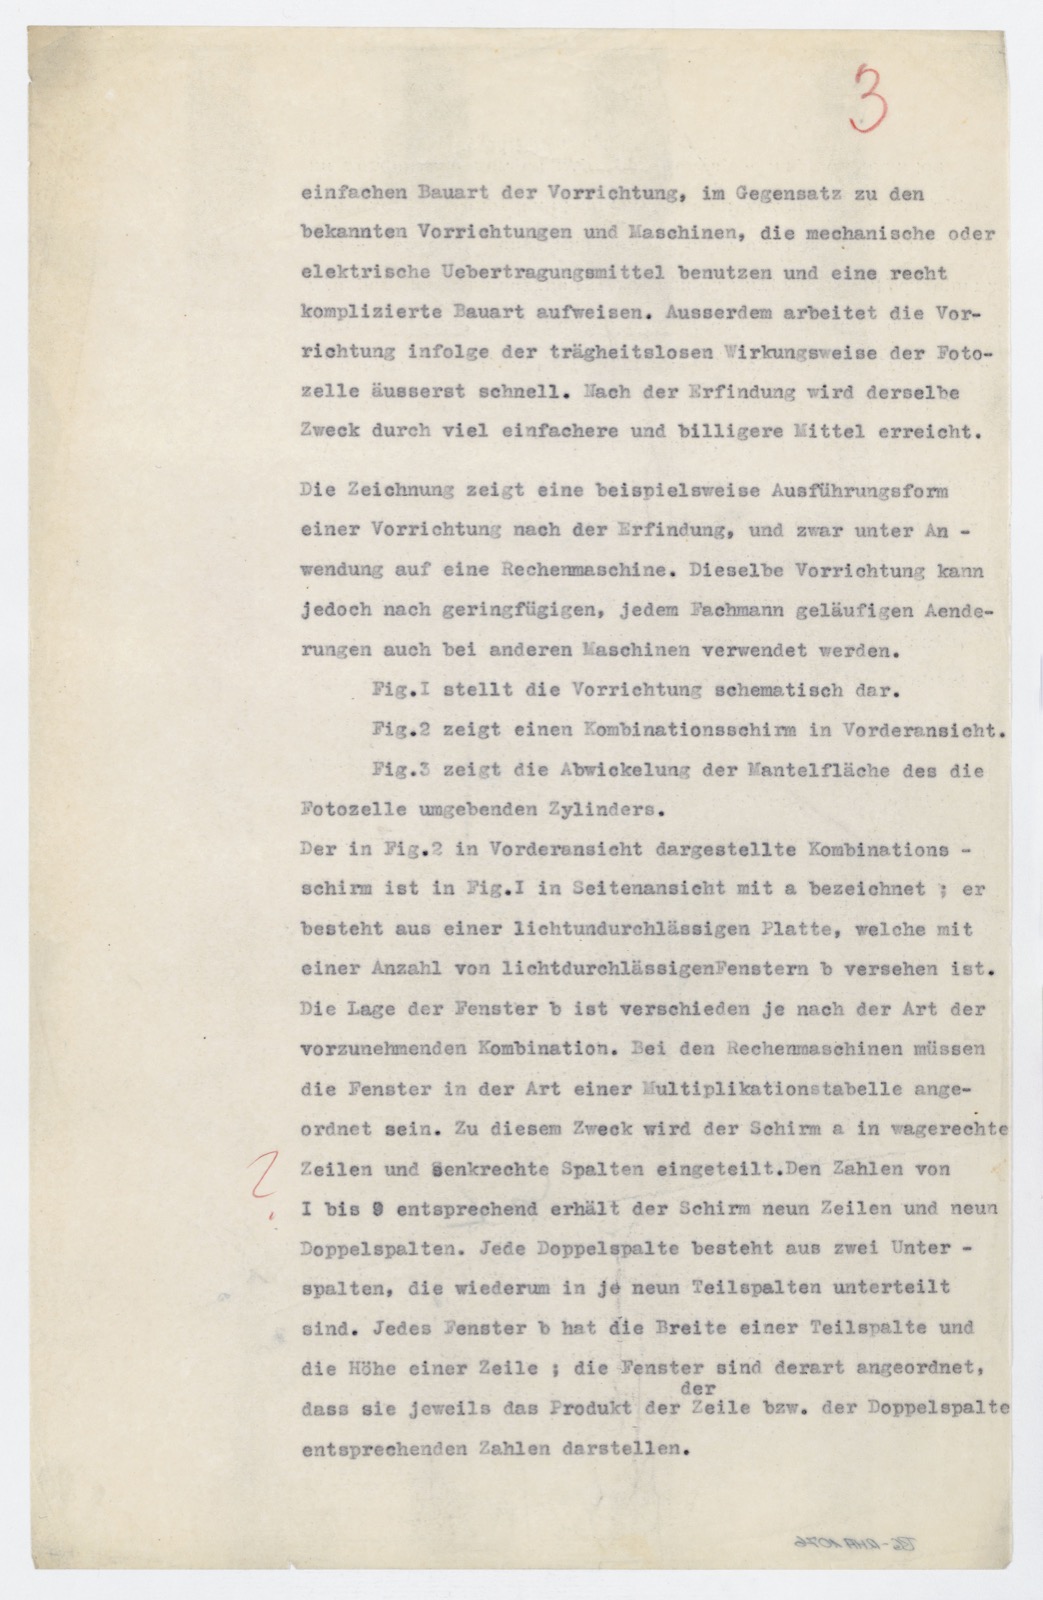 3
einfachen Bauart der Vorrichtung, im Gegensatz zu den
bekannten Vorrichtungen und Maschinen, die mechanische oder
elektrische Uebertragungsmittel benutzen und eine recht
komplizierte Bauart aufweisen. Ausserdem arbeitet die Vor-
richtung infolge der trägheitslosen Wirkungsweise der Foto-
zelle äusserst schnell. Nach der Erfindung wird derselbe
Zweck durch viel einfachere und billigere Mittel erreicht.
Die Zeichnung zeigt eine beispielsweise Ausführungsform
einer Vorrichtung nach der Erfindung, und zwar unter An -
wendung auf eine Rechenmaschine. Dieselbe Vorrichtung kann
jedoch nach geringfügigen, jedem Fachmann geläufigen Aende-
rungen auch bei anderen Maschinen verwendet werden.
Fig.I stellt die Vorrichtung schematisch dar.
Fig.2 zeigt einen Kombinationsschirm in Vorderansicht.
Fig.3 zeigt die Abwickelung der Mantelfläche des die
Fotozelle umgebenden Zylinders.
Der in Fig.2 in Vorderansicht dargestellte Kombinations -
schirm ist in Fig.I in Seitenansicht mit a bezeichnet ; er
besteht aus einer lichtundurchlässigen Platte, welche mit
einer Anzahl von lichtdurchlässigenFenstern b versehen ist.
Die Lage der Fenster b ist verschieden je nach der Art der
vorzunehmenden Kombination. Bei den Rechenmaschinen müssen
die Fenster in der Art einer Multiplikationstabelle ange-
ordnet sein. Zu diesem Zweck wird der Schirm a in wagerechte
? Zeilen und senkrechte Spalten eingeteilt.Den Zahlen von
I bis 9 entsprechend erhält der Schirm neun Zeilen und neun
Doppelspalten. Jede Doppelspalte besteht aus zwei Unter -
spalten, die wiederum in je neun Teilspalten unterteilt
sind. Jedes Fenster b hat die Breite einer Teilspalte und
die Höhe einer Zeile ; die Fenster sind derart angeordnet,
der
dass sie jeweils das Produkt der Zeile bzw. der Doppelspalte
entsprechenden Zahlen darstellen.